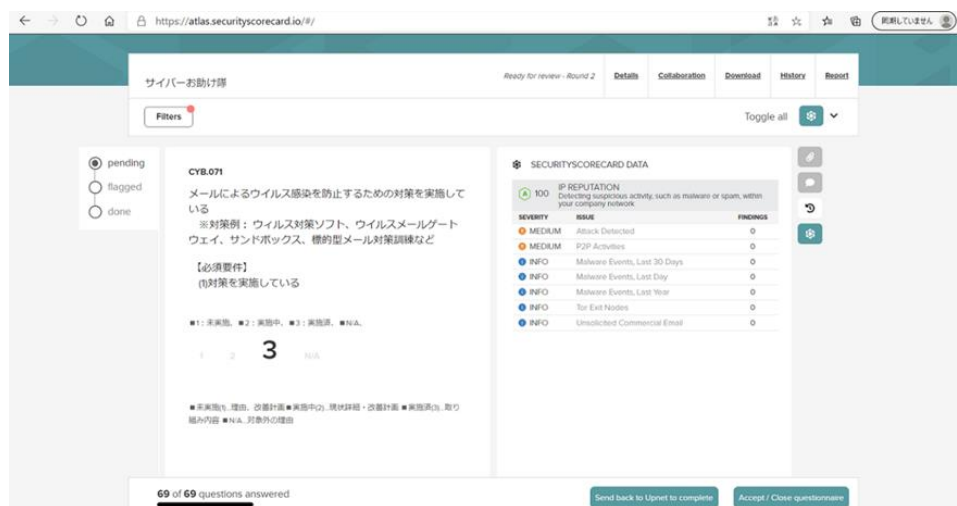 https://atlas.securityscorecard.io/#/
同期していません
サイバーお助け隊
Ready for review - Round 2
Details
Collaboration
Download
History
Report
Filters
Toggle all
pending
flagged
done
CYB.071
メールによるウイルス感染を防止するための対策を実施して
いる
※対策例： ウィルス対策ソフト、ウイルスメールゲート
ウェイ、サンドボックス、標的型メール対策訓練など
【必須要件】
(1)対策を実施している
■1：未実施、■2：実施中、■3：実施済、■N/A、
1 2 3 N/A
■未実施(1)…理由、改善計画■実施中(2)…現状詳細・改善計画 ■実施済(3)…取り
組み内容 ■N/A…対象外の理由
SECURITYSCORECARD DATA
A 100 IP REPUTATION
Detecting suspicious activity, such as malware or spam, within
your company network
SEVERITY ISSUE FINDINGS
MEDIUM Attack Detected 0
MEDIUM P2P Activities 0
INFO Malware Events, Last 30 Days 0
INFO Malware Events, Last Day 0
INFO Malware Events, Last Year 0
INFO Tor Exit Nodes 0
INFO Unsolicited Commercial Email 0
69 of 69 questions answered
Send back to Upnet to complete
Accept / Close questionnaire